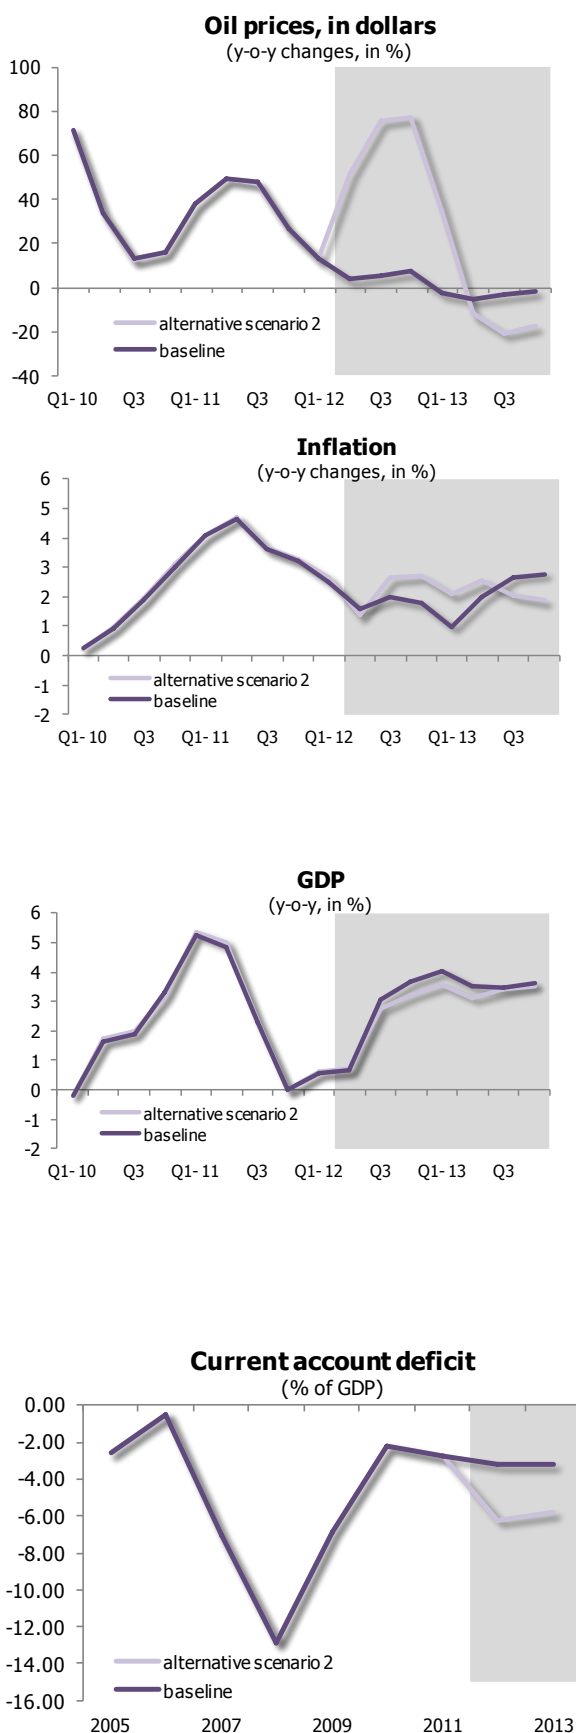 Oil prices, in dollars
(y-o-y changes, in %)
100
80
60
40
20
0
-20
-40
alternative scenario 2
baseline
Q1-10 Q3 Q1-11 Q3 Q1-12 Q3 Q1-13 Q3
Inflation
(y-o-y changes, in %)
6
5
4
3
2
1
0
-1
-2
alternative scenario 2
baseline
Q1-10 Q3 Q1-11 Q3 Q1-12 Q3 Q1-13 Q3
GDP
(y-o-y, in %)
6
5
4
3
2
1
0
-1
-2
alternative scenario 2
baseline
Q1-10 Q3 Q1-11 Q3 Q1-12 Q3 Q1-13 Q3
Current account deficit
(% of GDP)
0.00
-2.00
-4.00
-6.00
-8.00
-10.00
-12.00
-14.00
-16.00
alternative scenario 2
baseline
2005 2007 2009 2011 2013